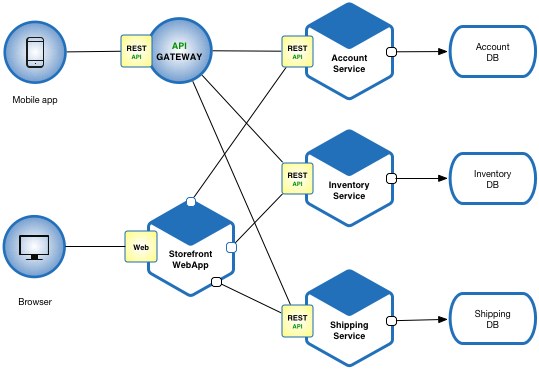 Mobile app
REST
API
API
GATEWAY
REST
API
Account
Service
Account
DB
REST
API
Inventory
Service
Inventory
DB
Browser
Web
Storefront
WebApp
REST
API
Shipping
Service
Shipping
DB